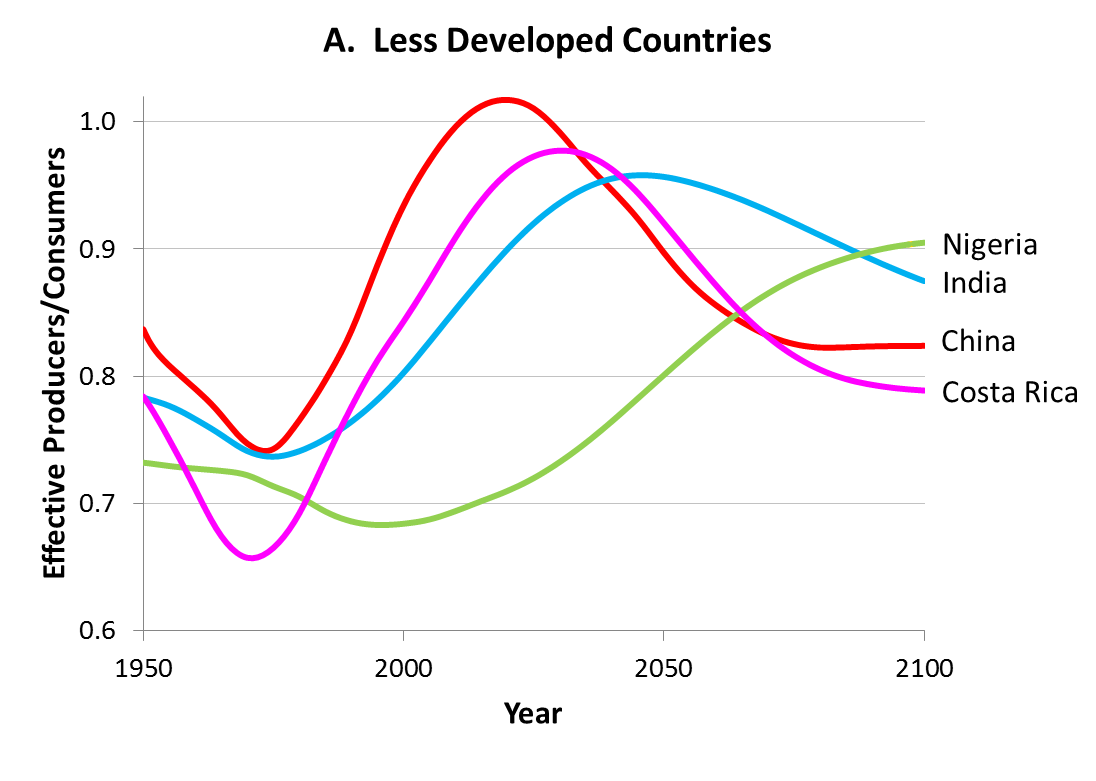 A.  Less Developed Countries
Effective Producers/Consumers
1.0
0.9
0.8
0.7
0.6
1950
2000
2050
2100
Year
Nigeria
India
China
Costa Rica